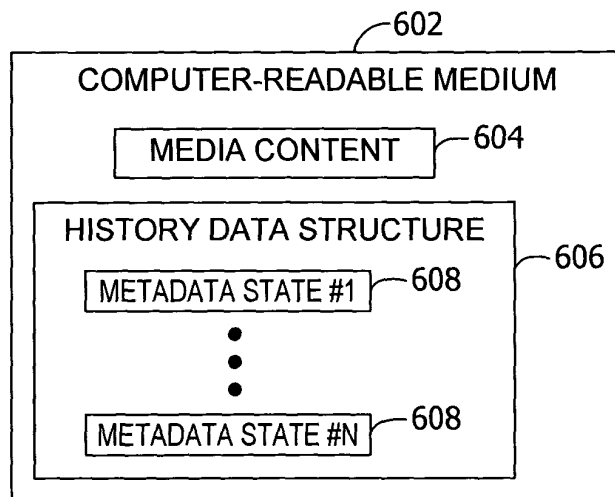 602
COMPUTER-READABLE MEDIUM
MEDIA CONTENT
604
HISTORY DATA STRUCTURE
606
METADATA STATE #1
608
METADATA STATE #N
608